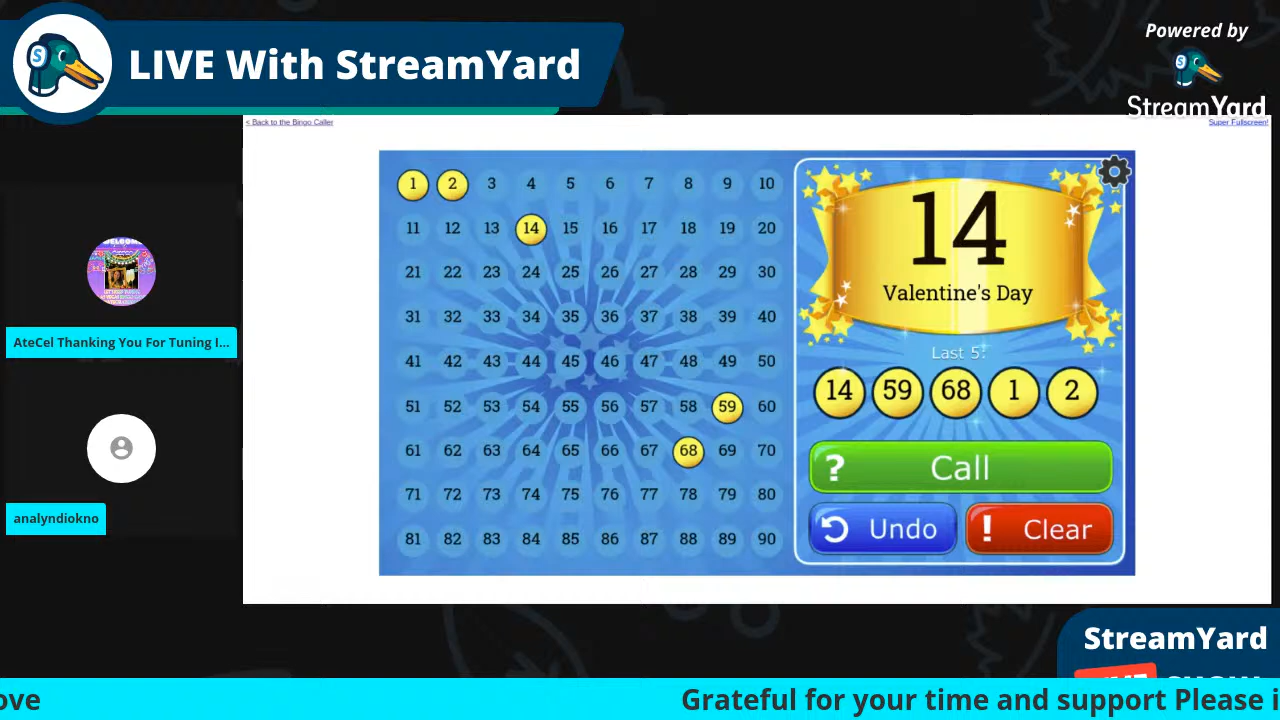 LIVE With StreamYard
Powered by
StreamYard
< Back to the Bingo Caller
Super Fullscreen!
1 2 3 4 5 6 7 8 9 10
11 12 13 14 15 16 17 18 19 20
21 22 23 24 25 26 27 28 29 30
31 32 33 34 35 36 37 38 39 40
41 42 43 44 45 46 47 48 49 50
51 52 53 54 55 56 57 58 59 60
61 62 63 64 65 66 67 68 69 70
71 72 73 74 75 76 77 78 79 80
81 82 83 84 85 86 87 88 89 90
14
Valentine's Day
Last 5:
14 59 68 1 2
? Call
Undo
! Clear
AteCel Thanking You For Tuning I...
analyndiokno
StreamYard
ove
Grateful for your time and support Please i